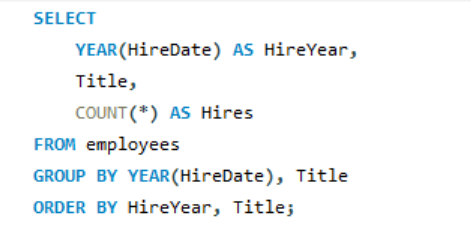 SELECT
    YEAR(HireDate) AS HireYear,
    Title,
    COUNT(*) AS Hires
FROM employees
GROUP BY YEAR(HireDate), Title
ORDER BY HireYear, Title;